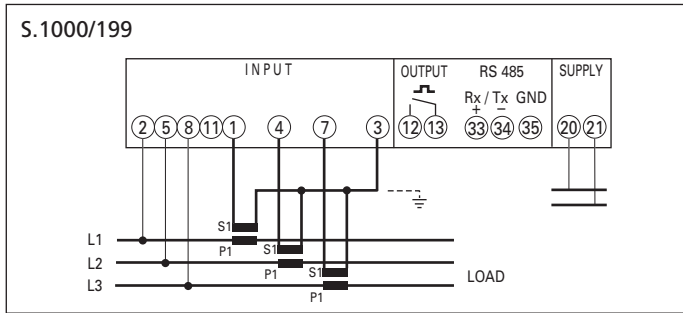 S.1000/199
INPUT OUTPUT RS 485 SUPPLY
Rx / Tx GND
+ −
2 5 8 11 1 4 7 3 12 13 33 34 35 20 21
S1
L1
P1 S1
L2
P1 S1
LOAD
L3
P1